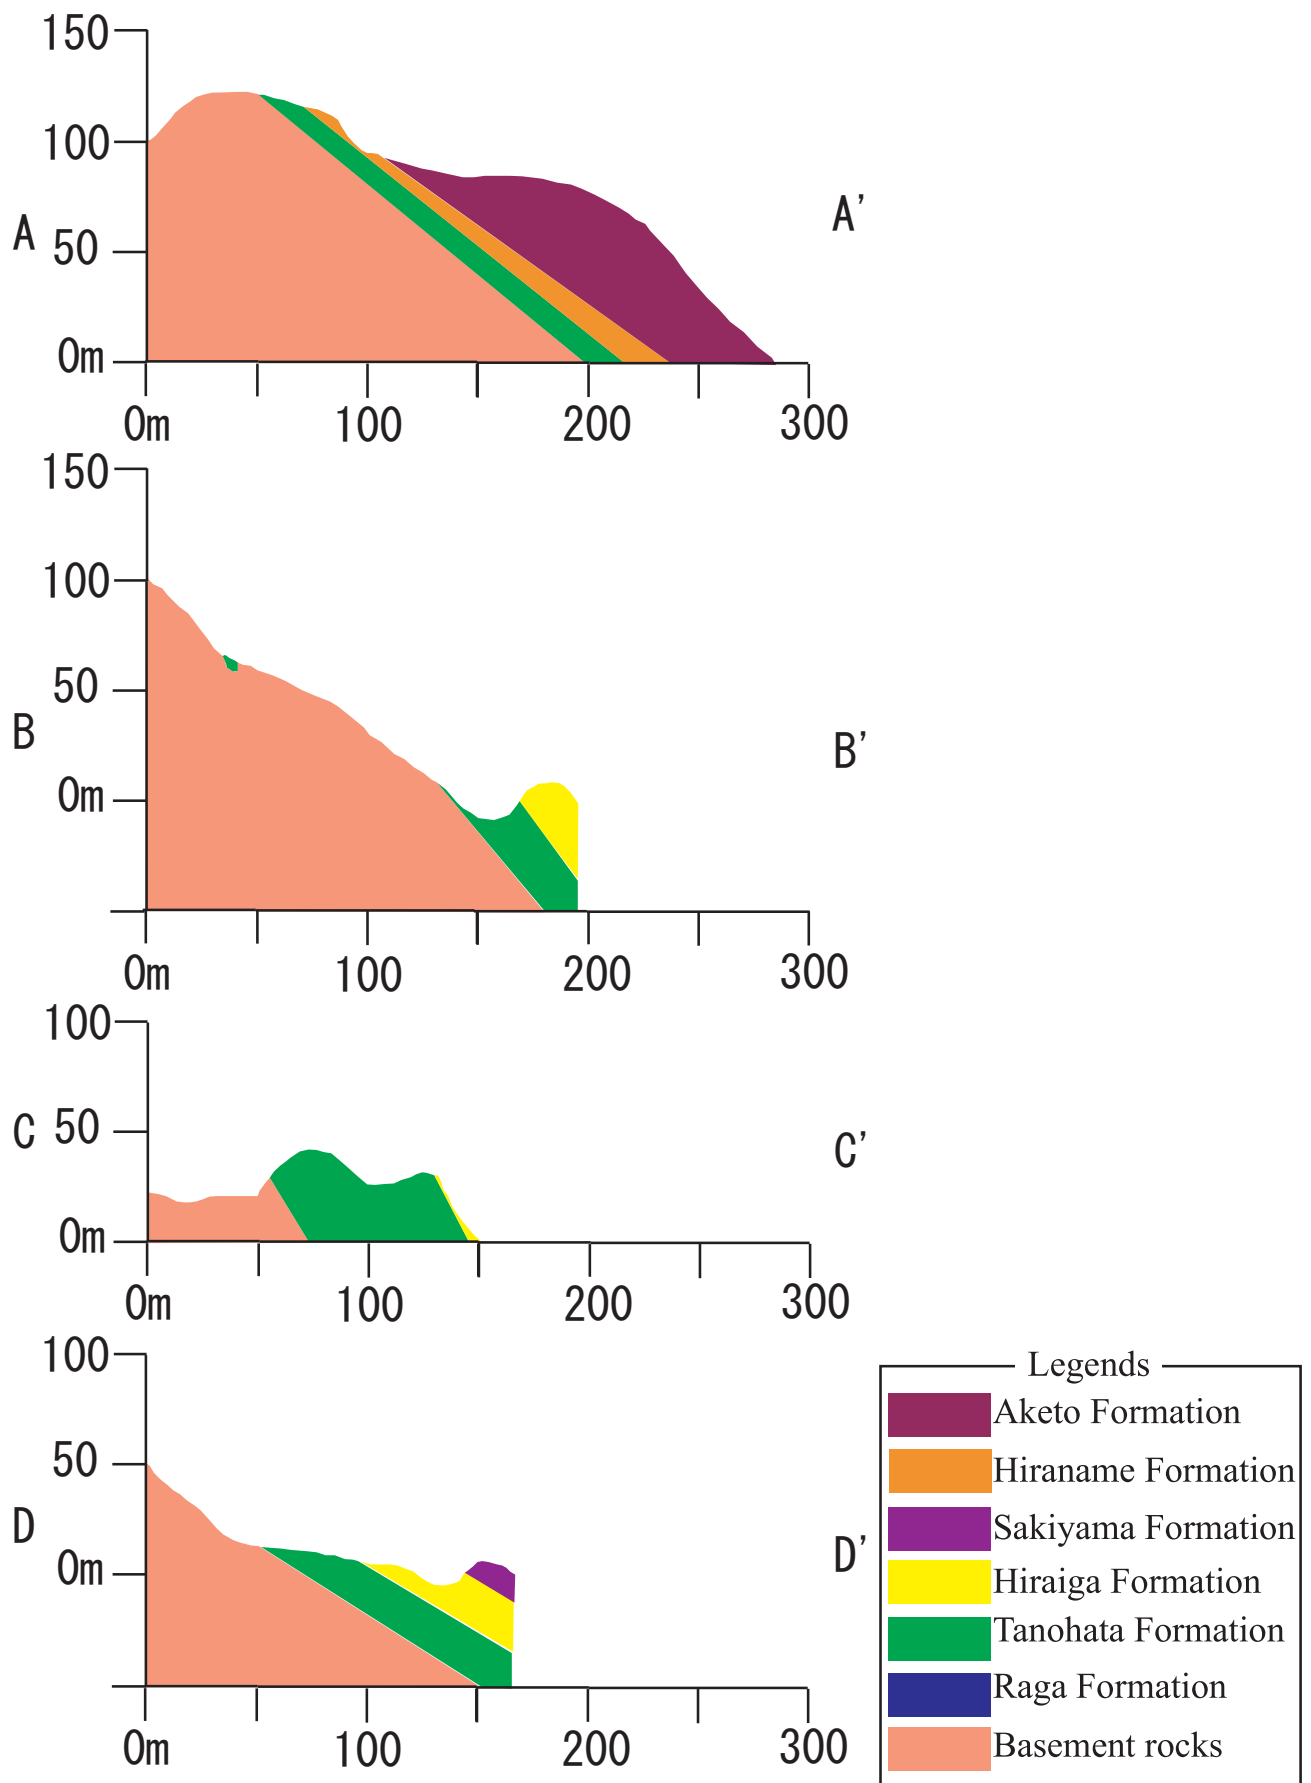 150
100
A 50 A'
0m
0m 100 200 300
150
100
50
B B'
0m
0m 100 200 300
100
C 50 C'
0m
0m 100 200 300
100
50
D D'
0m
0m 100 200 300
Legends
Aketo Formation
Hiraname Formation
Sakiyama Formation
Hiraiga Formation
Tanohata Formation
Raga Formation
Basement rocks